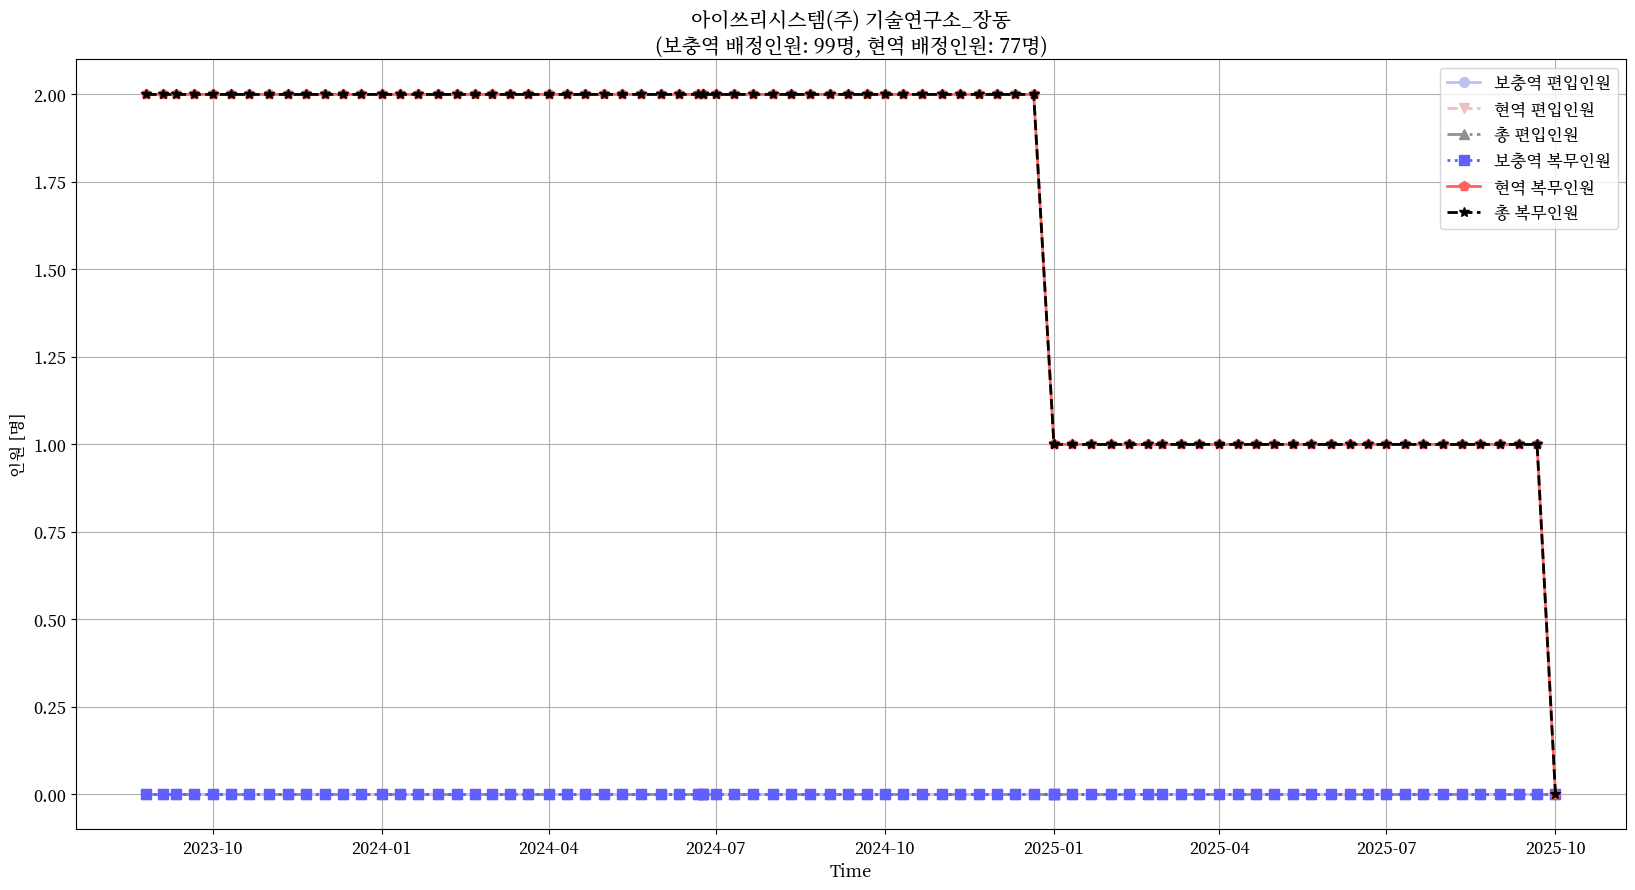 아이쓰리시스템(주) 기술연구소_장동
(보충역 배정인원: 99명, 현역 배정인원: 77명)
보충역 편입인원
현역 편입인원
총 편입인원
보충역 복무인원
현역 복무인원
총 복무인원
2.00
1.75
1.50
1.25
1.00
0.75
0.50
0.25
0.00
인원 [명]
2023-10 2024-01 2024-04 2024-07 2024-10 2025-01 2025-04 2025-07 2025-10
Time